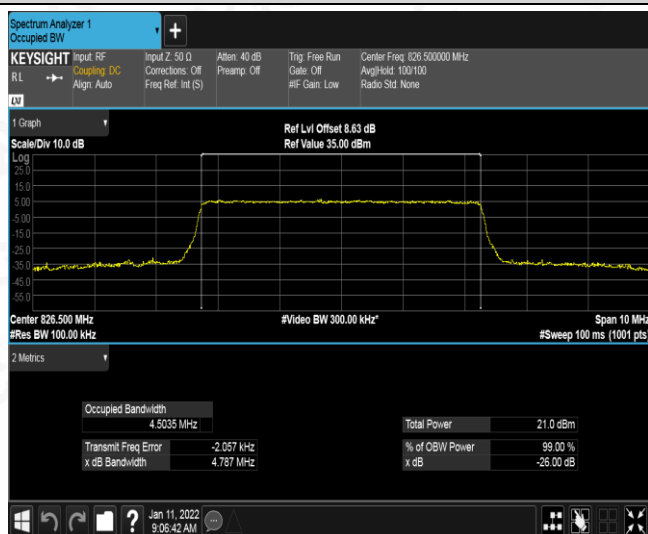 Spectrum Analyzer 1
Occupied BW
KEYSIGHT
RL
LXI
Input: RF
Coupling: DC
Align: Auto
Input Z: 50 Ω
Corrections: Off
Freq Ref: Int (S)
Atten: 40 dB
Preamp: Off
Trig: Free Run
Gate: Off
#IF Gain: Low
Center Freq: 826.500000 MHz
Avg|Hold: 100/100
Radio Std: None
1 Graph
Scale/Div 10.0 dB
Ref Lvl Offset 8.63 dB
Ref Value 35.00 dBm
Log
25.0
15.0
5.00
-5.00
-15.0
-25.0
-35.0
-45.0
-55.0
Center 826.500 MHz
#Video BW 300.00 kHz*
Span 10 MHz
#Res BW 100.00 kHz
#Sweep 100 ms (1001 pts)
2 Metrics
Occupied Bandwidth
4.5035 MHz
Total Power 21.0 dBm
Transmit Freq Error -2.057 kHz
% of OBW Power 99.00 %
x dB Bandwidth 4.787 MHz
x dB -26.00 dB
?
Jan 11, 2022
9:06:42 AM